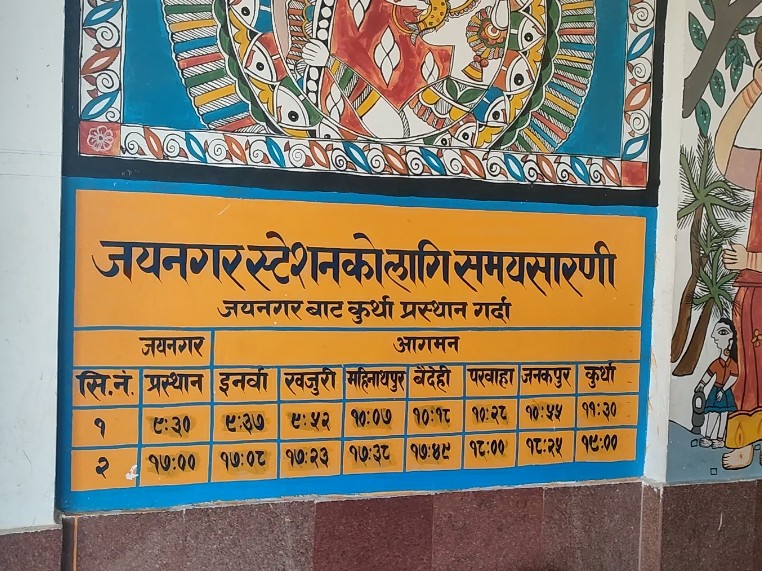 जयनगर स्टेशनको लागि समयसारणी
जयनगर बाट कुर्था प्रस्थान गर्दा
जयनगर आगमन
सि.नं. प्रस्थान इनर्वा खजुरी महिनाथपुर बैदेही परवाहा जनकपुर कुर्था
१ ९:३० ९:३७ ९:५२ १०:०७ १०:१८ १०:२८ १०:५५ ११:३०
२ १७:०० १७:०८ १७:२३ १७:३८ १७:४९ १८:०० १८:२५ १९:००